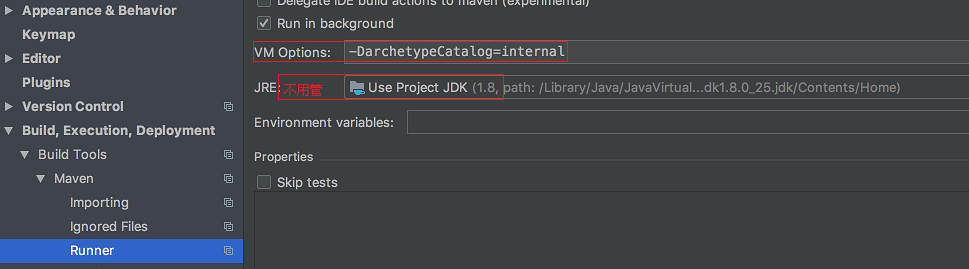 Appearance & Behavior
Keymap
Editor
Plugins
Version Control
Build, Execution, Deployment
Build Tools
Maven
Importing
Ignored Files
Runner
Delegate IDE build actions to maven (experimental)
Run in background
VM Options: -DarchetypeCatalog=internal
JRE: 不用管 Use Project JDK (1.8, path: /Library/Java/JavaVirtual...dk1.8.0_25.jdk/Contents/Home)
Environment variables:
Properties
Skip tests